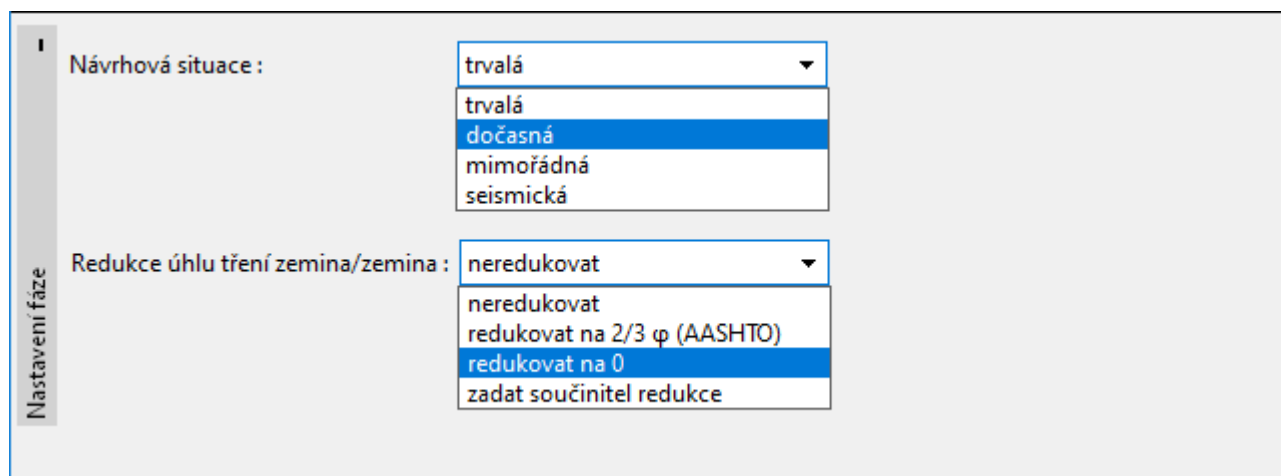 Návrhová situace :
trvalá
trvalá
dočasná
mimořádná
seismická
Redukce úhlu tření zemina/zemina :
neredukovat
neredukovat
redukovat na 2/3 φ (AASHTO)
redukovat na 0
zadat součinitel redukce
Nastavení fáze